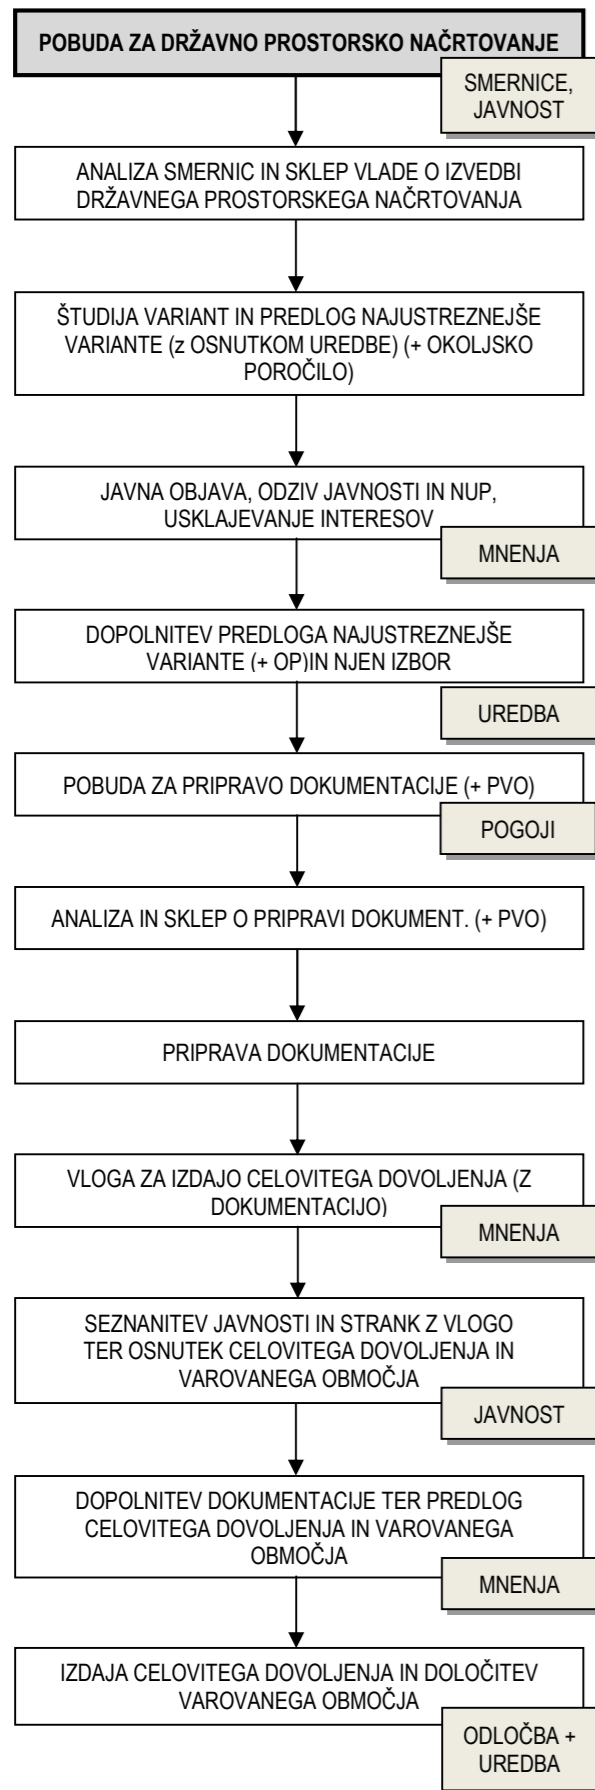 POBUDA ZA DRŽAVNO PROSTORSKO NAČRTOVANJE
SMERNICE,
JAVNOST
ANALIZA SMERNIC IN SKLEP VLADE O IZVEDBI
DRŽAVNEGA PROSTORSKEGA NAČRTOVANJA
ŠTUDIJA VARIANT IN PREDLOG NAJUSTREZNEJŠE
VARIANTE (z OSNUTKOM UREDBE) (+ OKOLJSKO
POROČILO)
JAVNA OBJAVA, ODZIV JAVNOSTI IN NUP,
USKLAJEVANJE INTERESOV
MNENJA
DOPOLNITEV PREDLOGA NAJUSTREZNEJŠE
VARIANTE (+ OP)IN NJEN IZBOR
UREDBA
POBUDA ZA PRIPRAVO DOKUMENTACIJE (+ PVO)
POGOJI
ANALIZA IN SKLEP O PRIPRAVI DOKUMENT. (+ PVO)
PRIPRAVA DOKUMENTACIJE
VLOGA ZA IZDAJO CELOVITEGA DOVOLJENJA (Z
DOKUMENTACIJO)
MNENJA
SEZNANITEV JAVNOSTI IN STRANK Z VLOGO
TER OSNUTEK CELOVITEGA DOVOLJENJA IN
VAROVANEGA OBMOČJA
JAVNOST
DOPOLNITEV DOKUMENTACIJE TER PREDLOG
CELOVITEGA DOVOLJENJA IN VAROVANEGA
OBMOČJA
MNENJA
IZDAJA CELOVITEGA DOVOLJENJA IN DOLOČITEV
VAROVANEGA OBMOČJA
ODLOČBA +
UREDBA